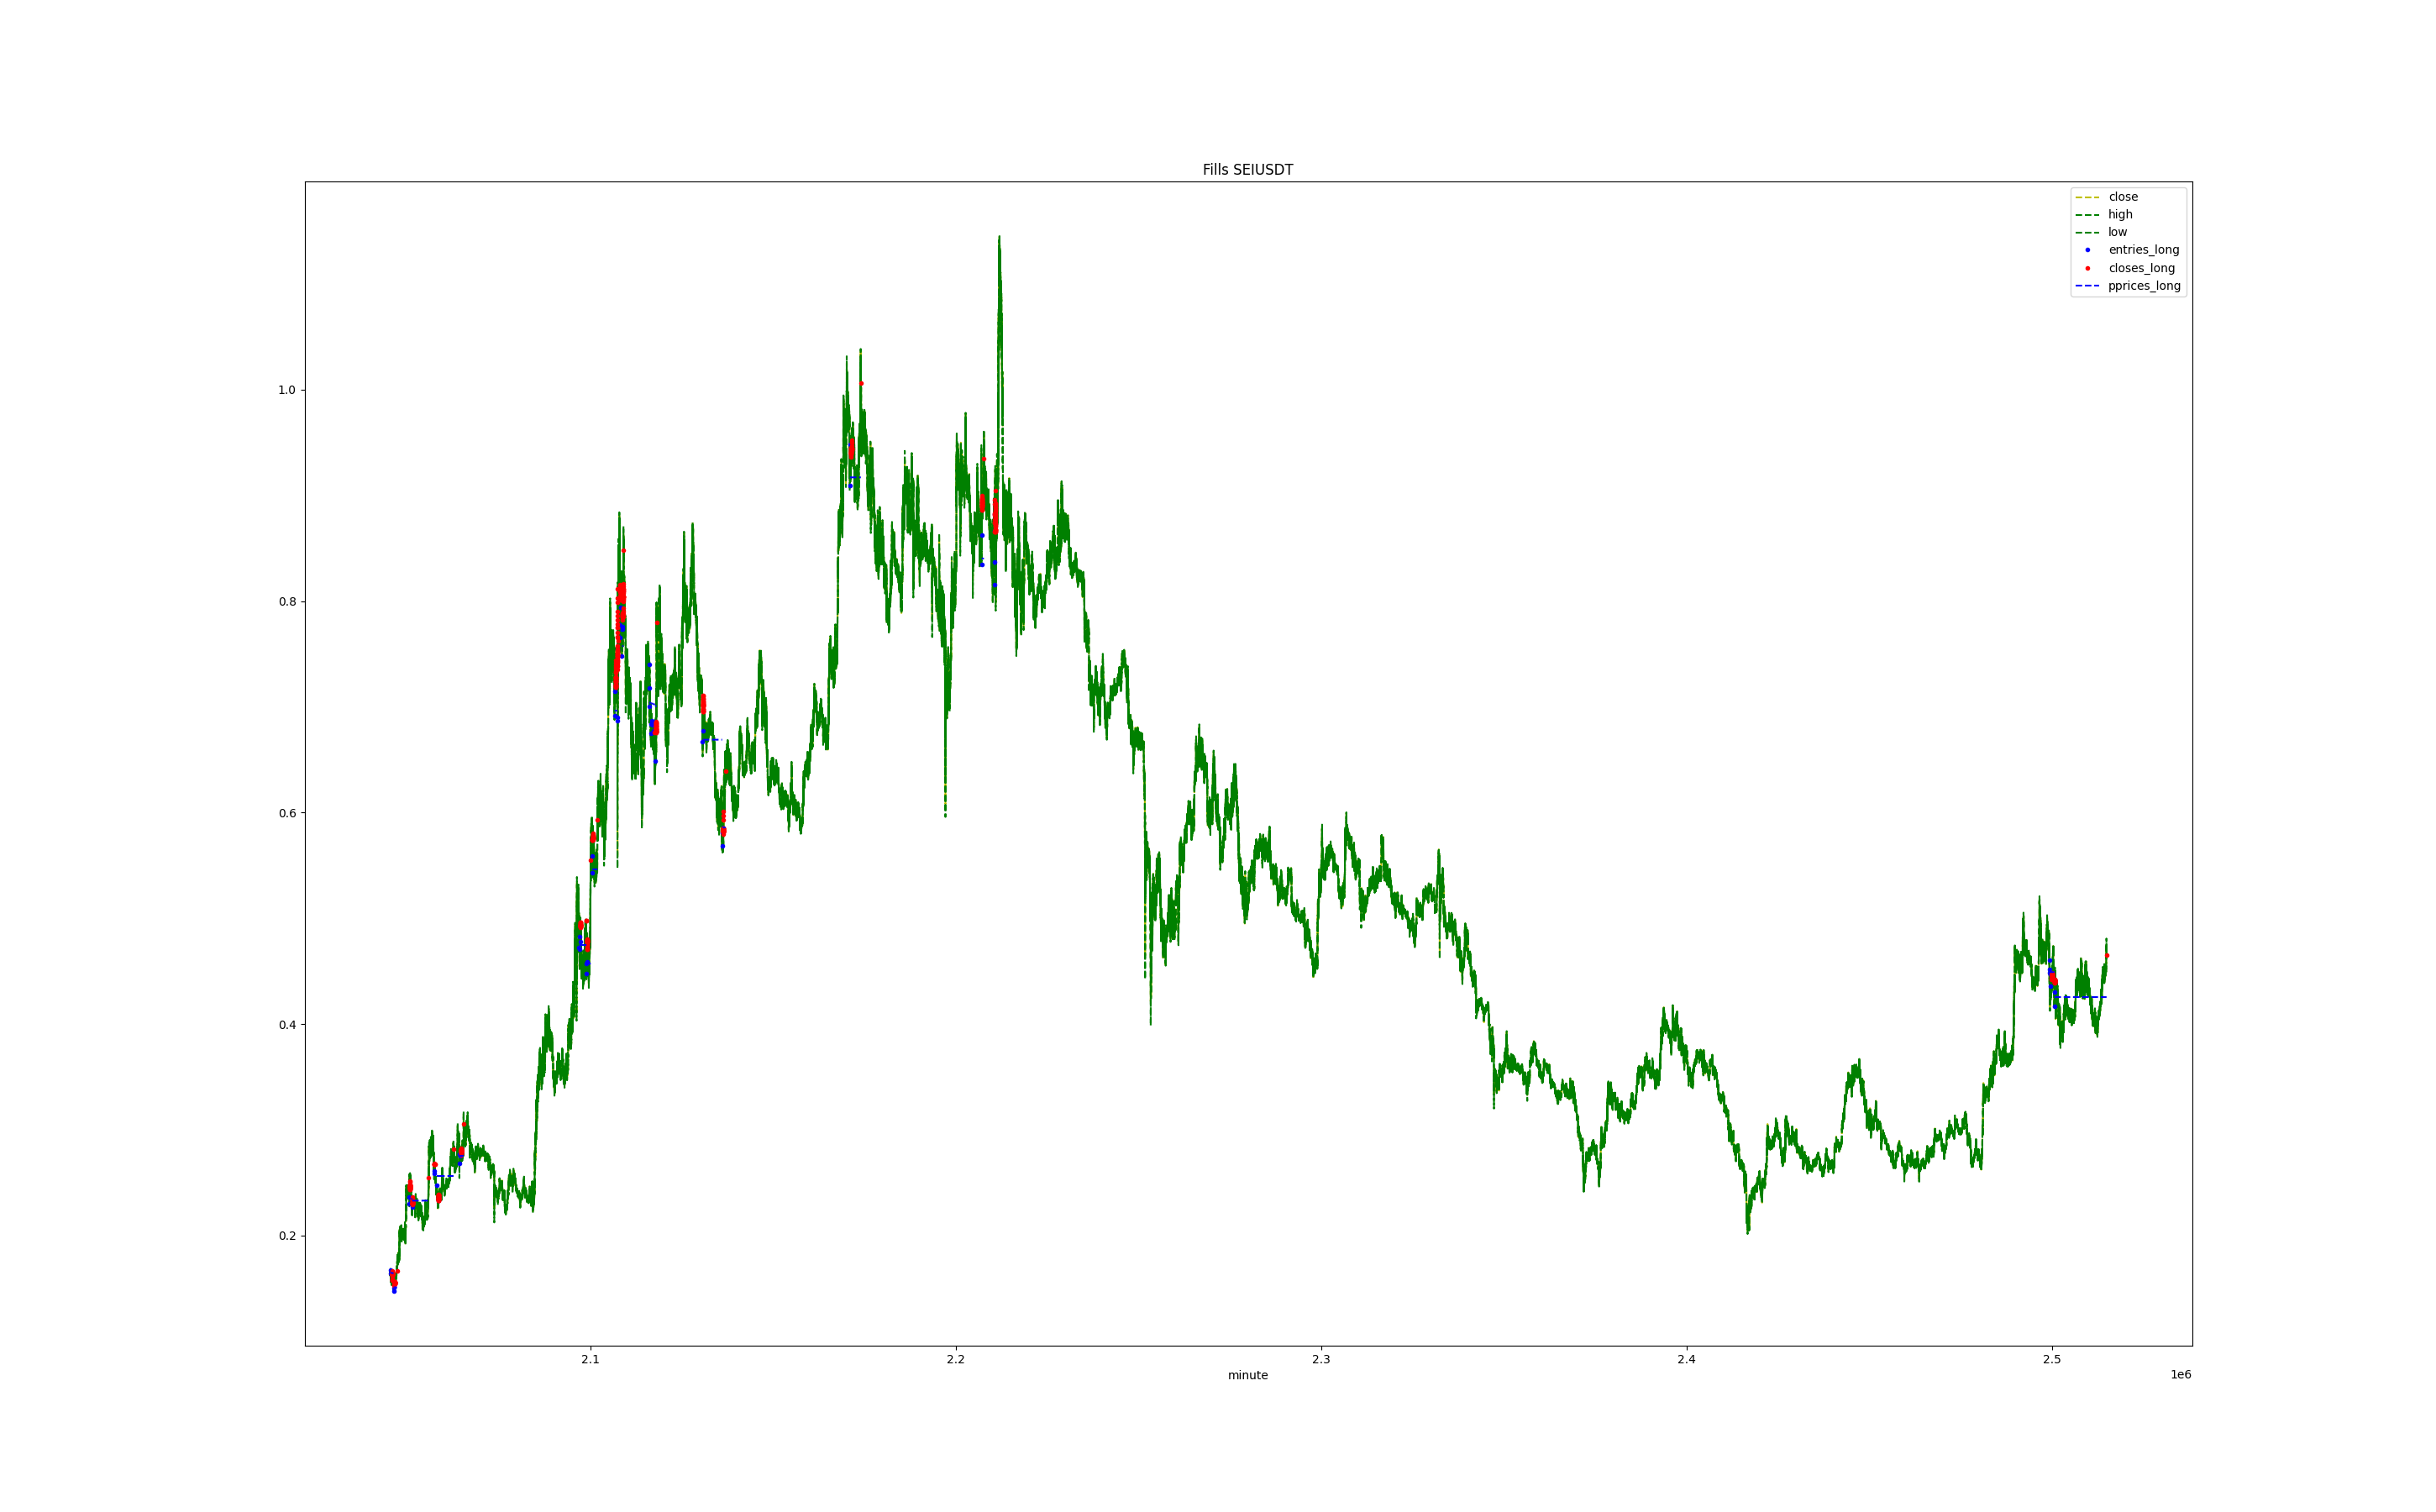 Fills SEIUSDT
close
high
low
entries_long
closes_long
pprices_long
1.0
0.8
0.6
0.4
0.2
2.1 2.2 2.3 2.4 2.5
minute
1e6